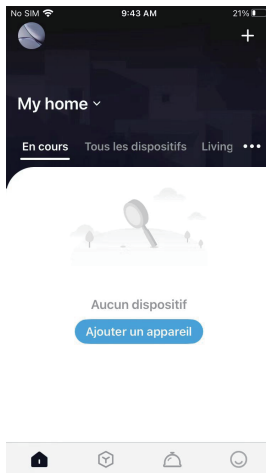 No SIM 9:43 AM 21%
My home
En cours Tous les dispositifs Living
Aucun dispositif
Ajouter un appareil